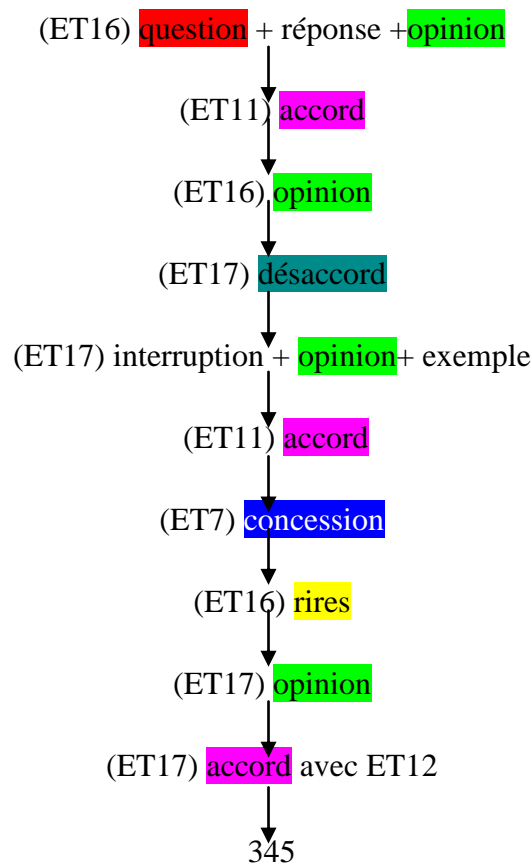 (ET16) question + réponse +opinion
(ET11) accord
(ET16) opinion
(ET17) désaccord
(ET17) interruption + opinion+ exemple
(ET11) accord
(ET7) concession
(ET16) rires
(ET17) opinion
(ET17) accord avec ET12
345